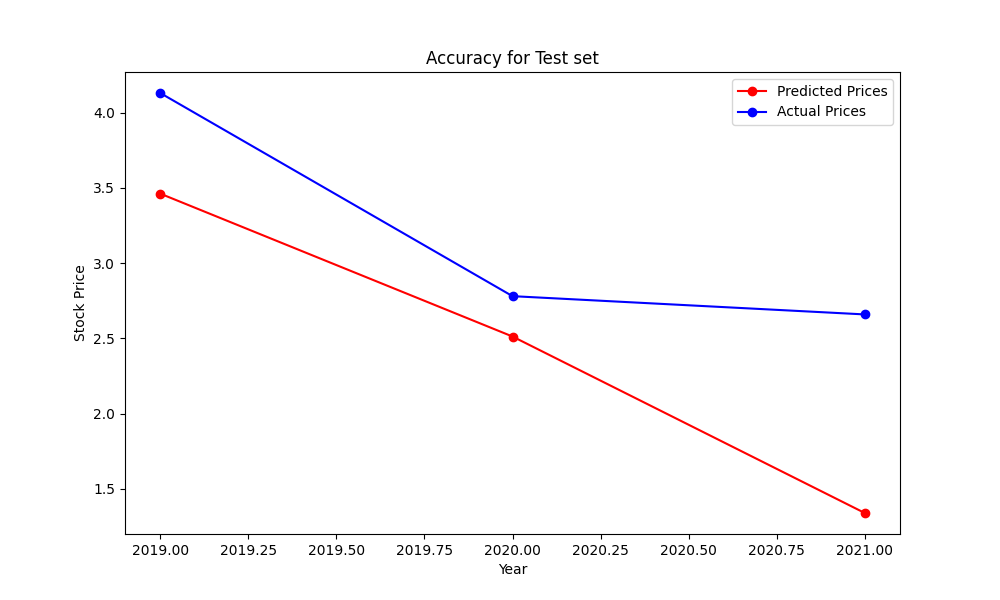 Accuracy for Test set
Predicted Prices
Actual Prices
Stock Price
4.0
3.5
3.0
2.5
2.0
1.5
2019.00 2019.25 2019.50 2019.75 2020.00 2020.25 2020.50 2020.75 2021.00
Year